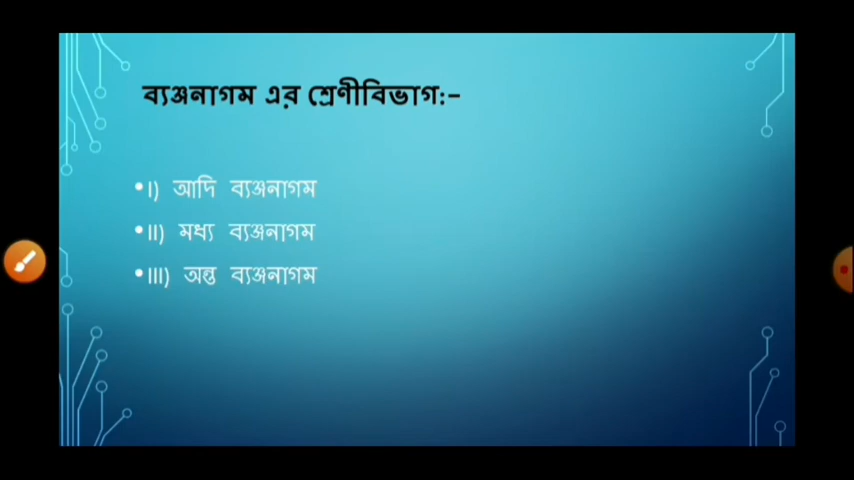 ব্যঞ্জনাগম এর শ্রেণীবিভাগ:-
•I) আদি ব্যঞ্জনাগম
•II) মধ্য ব্যঞ্জনাগম
•III) অন্ত ব্যঞ্জনাগম